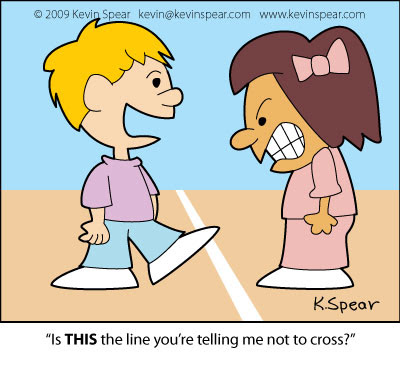 © 2009 Kevin Spear kevin@kevinspear.com www.kevinspear.com
K.Spear
“Is THIS the line you’re telling me not to cross?”